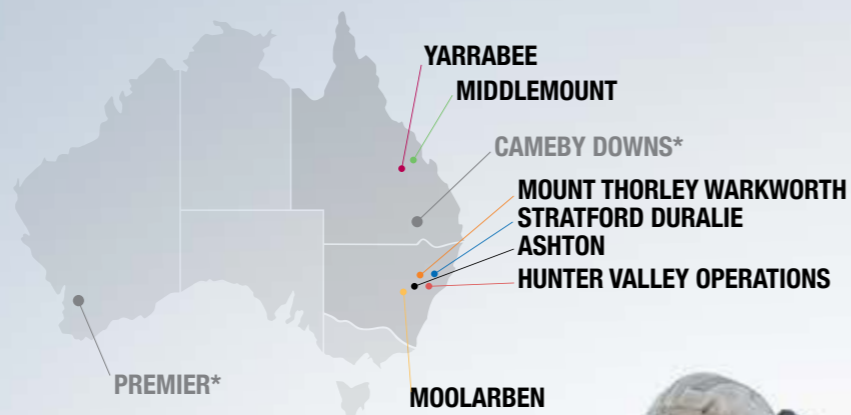 YARRABEE
MIDDLEMOUNT
CAMEBY DOWNS*
MOUNT THORLEY WARKWORTH
STRATFORD DURALIE
ASHTON
HUNTER VALLEY OPERATIONS
PREMIER*
MOOLARBEN